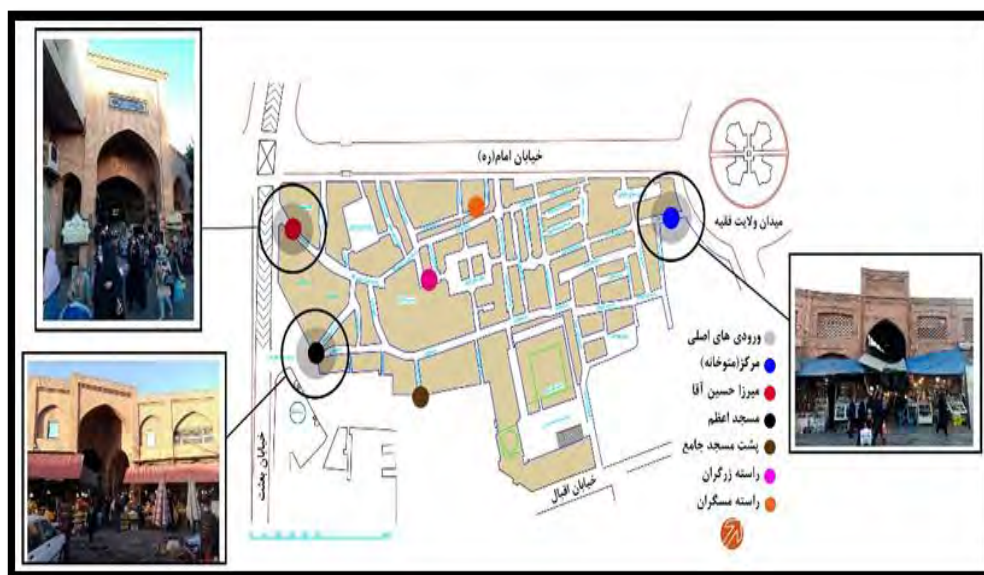 خیابان امام(ره)
میدان ولایت فقیه
ورودی های اصلی
مرکز(متوخانه)
میرزا حسین آقا
مسجد اعظم
پشت مسجد جامع
راسته زرگران
راسته مسگران
خیابان بعثت
خیابان اقبال